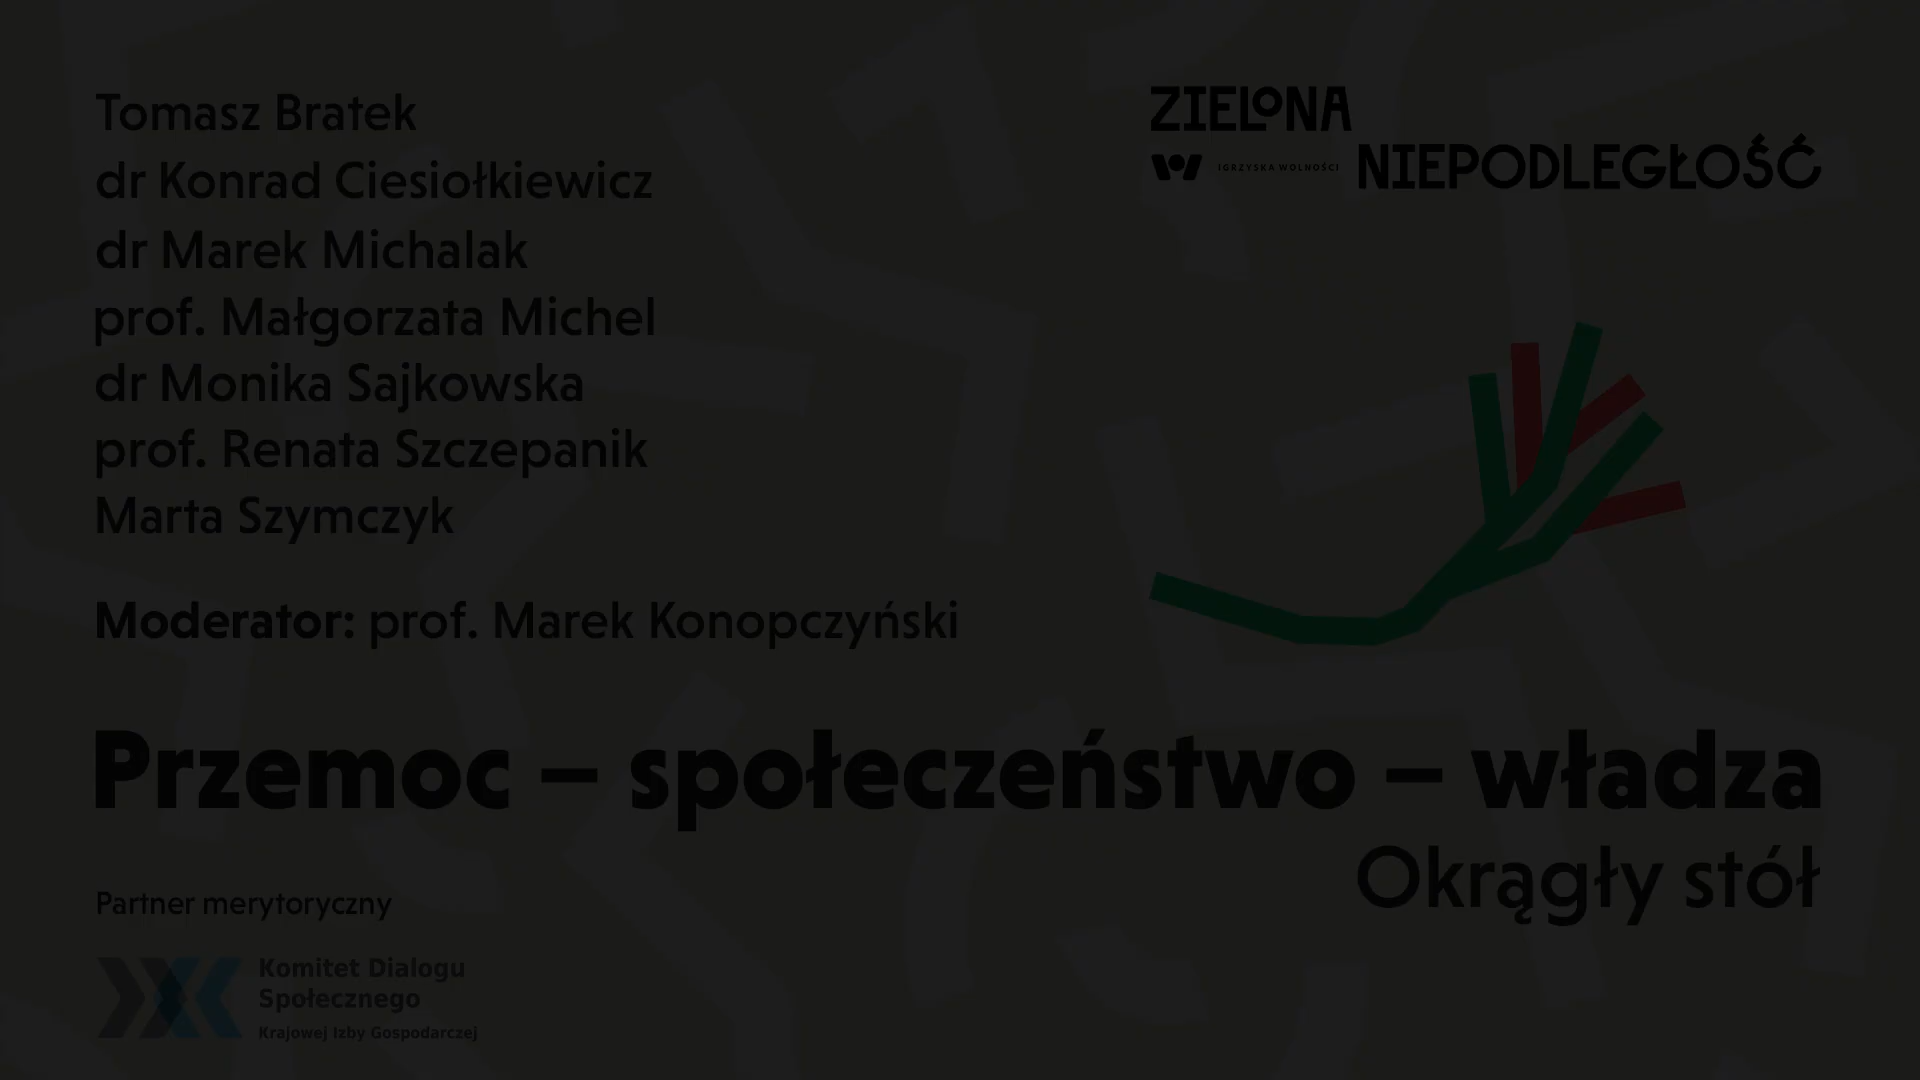 Tomasz Bratek
dr Konrad Ciesiołkiewicz
dr Marek Michalak
prof. Małgorzata Michel
dr Monika Sajkowska
prof. Renata Szczepanik
Marta Szymczyk
Moderator: prof. Marek Konopczyński
ZIELONA
IGRZYSKA WOLNOŚCI
NIEPODLEGŁOŚĆ
Przemoc – społeczeństwo – władza
Okrągły stół
Partner merytoryczny
Komitet Dialogu
Społecznego
Krajowej Izby Gospodarczej